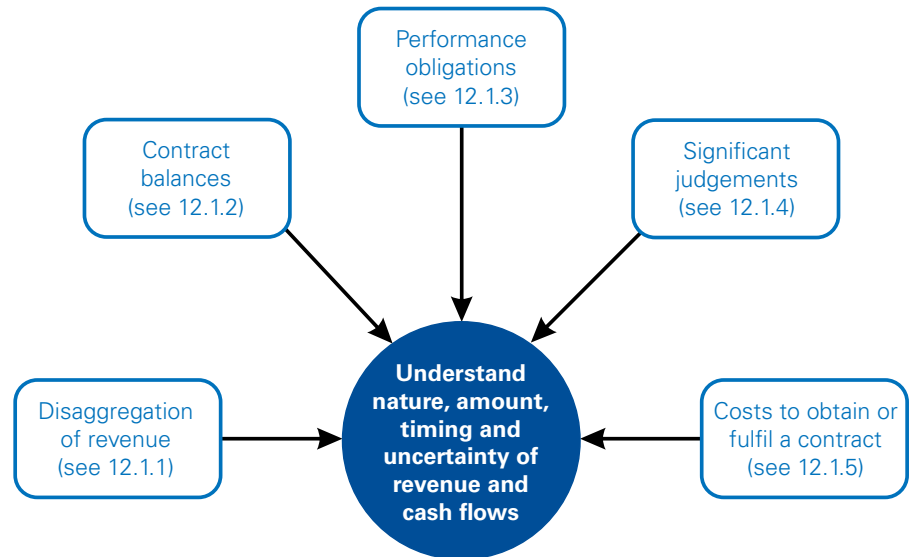 Performance
obligations
(see 12.1.3)
Contract
balances
(see 12.1.2)
Significant
judgements
(see 12.1.4)
Disaggregation
of revenue
(see 12.1.1)
Understand
nature, amount,
timing and
uncertainty of
revenue and
cash flows
Costs to obtain or
fulfil a contract
(see 12.1.5)